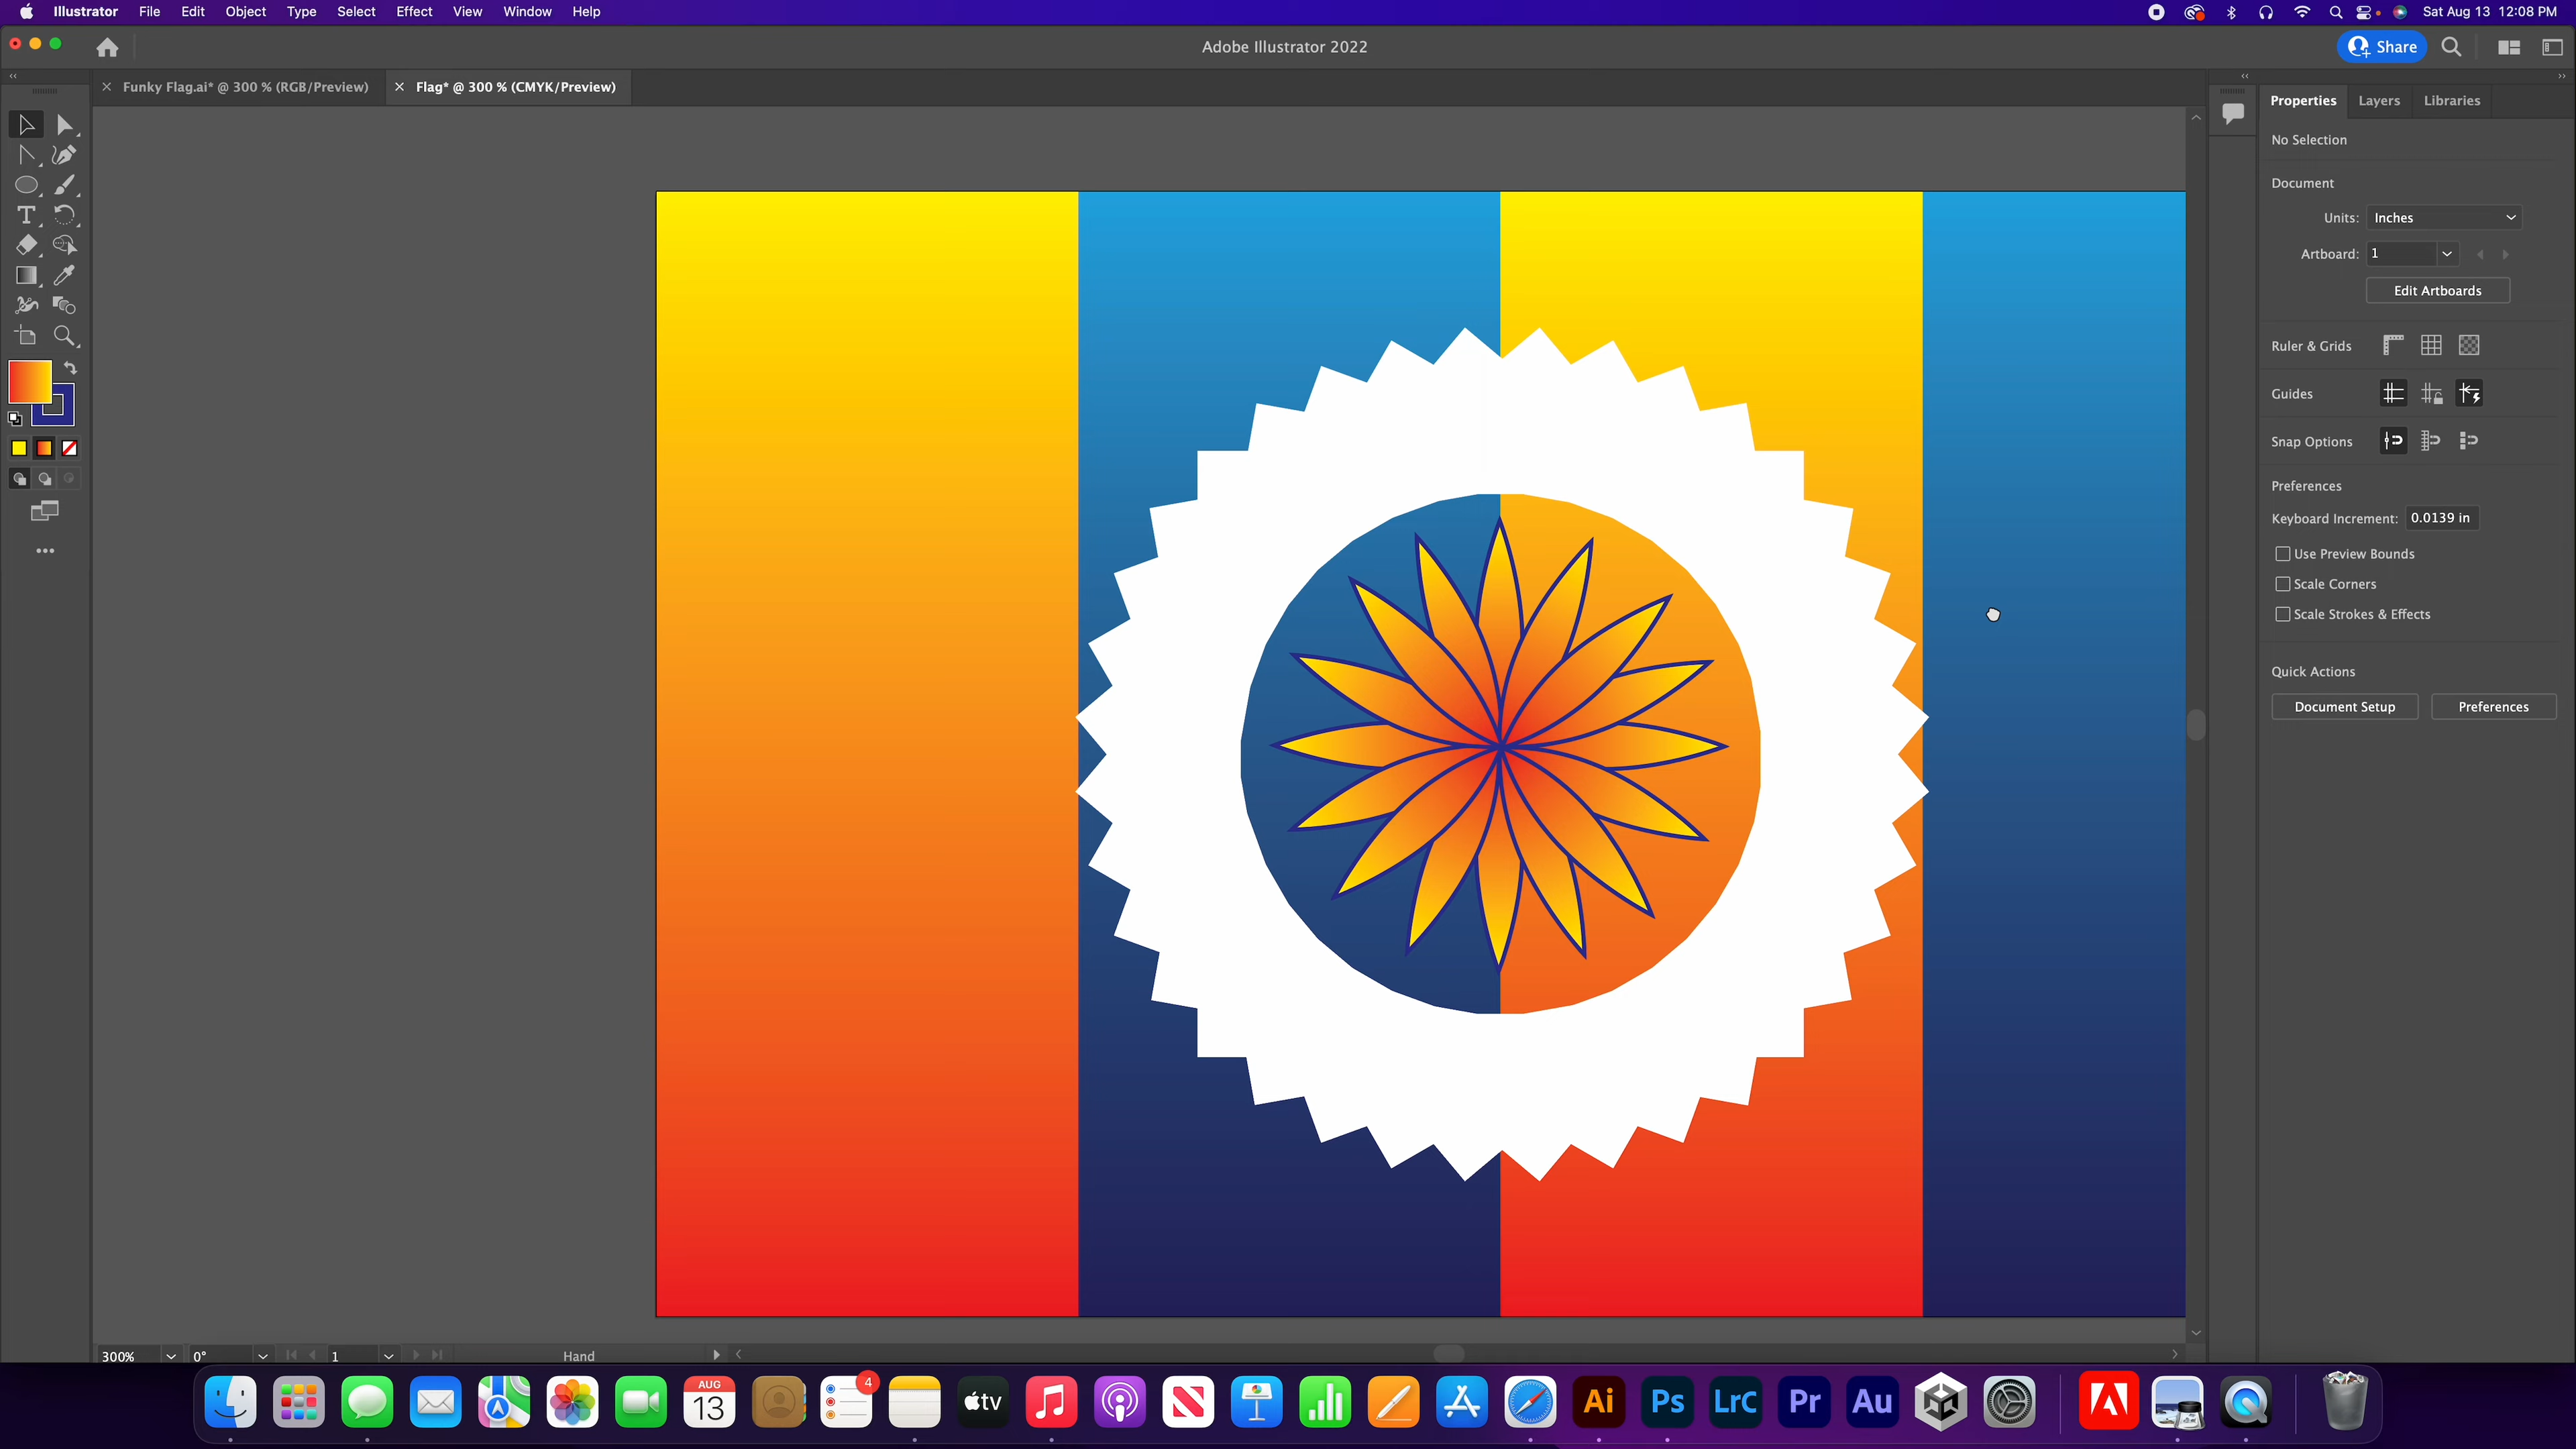 Illustrator File Edit Object Type Select Effect View Window Help Sat Aug 13 12:08 PM
Adobe Illustrator 2022
Share
Funky Flag.ai* @ 300 % (RGB/Preview) Flag* @ 300 % (CMYK/Preview)
Properties Layers Libraries
No Selection
Document
Units: Inches
Artboard: 1
Edit Artboards
Ruler & Grids
Guides
Snap Options
Preferences
Keyboard Increment: 0.0139 in
Use Preview Bounds
Scale Corners
Scale Strokes & Effects
Quick Actions
Document Setup Preferences
300% 0° 1 Hand
4
AUG
13
tv
Ai Ps LrC Pr Au